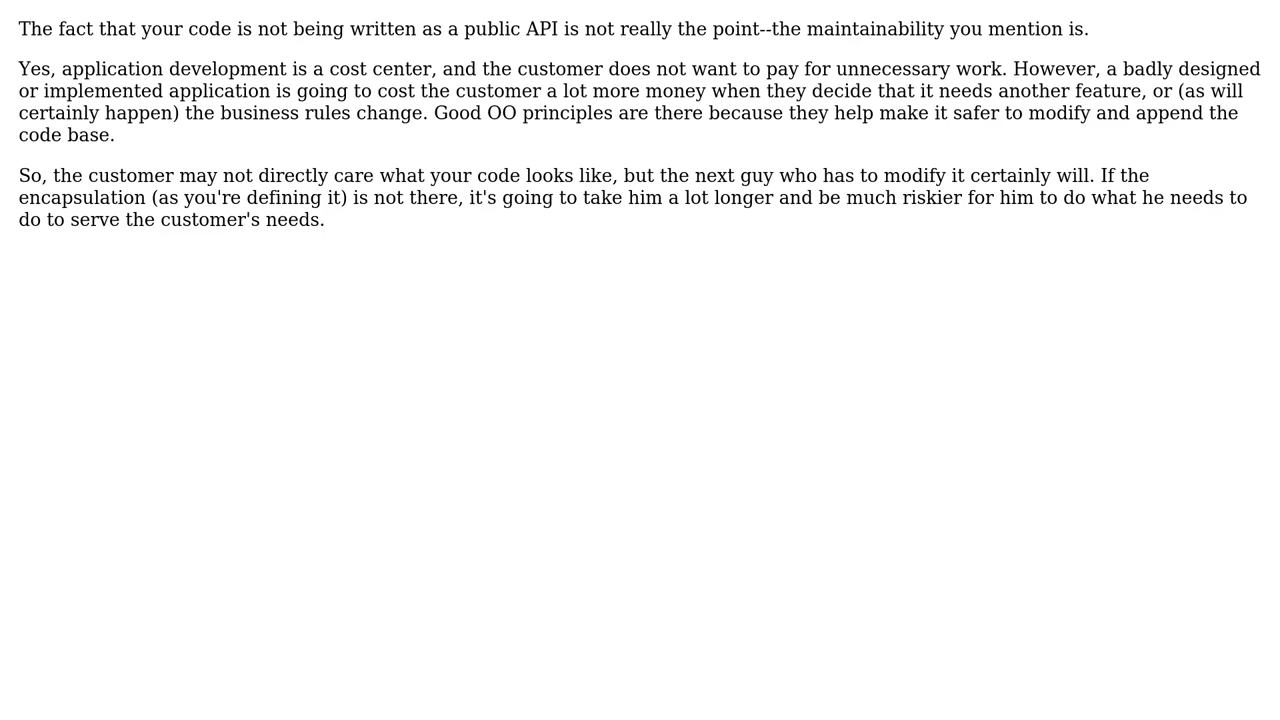 The fact that your code is not being written as a public API is not really the point--the maintainability you mention is.
Yes, application development is a cost center, and the customer does not want to pay for unnecessary work. However, a badly designed
or implemented application is going to cost the customer a lot more money when they decide that it needs another feature, or (as will
certainly happen) the business rules change. Good OO principles are there because they help make it safer to modify and append the
code base.
So, the customer may not directly care what your code looks like, but the next guy who has to modify it certainly will. If the
encapsulation (as you're defining it) is not there, it's going to take him a lot longer and be much riskier for him to do what he needs to
do to serve the customer's needs.